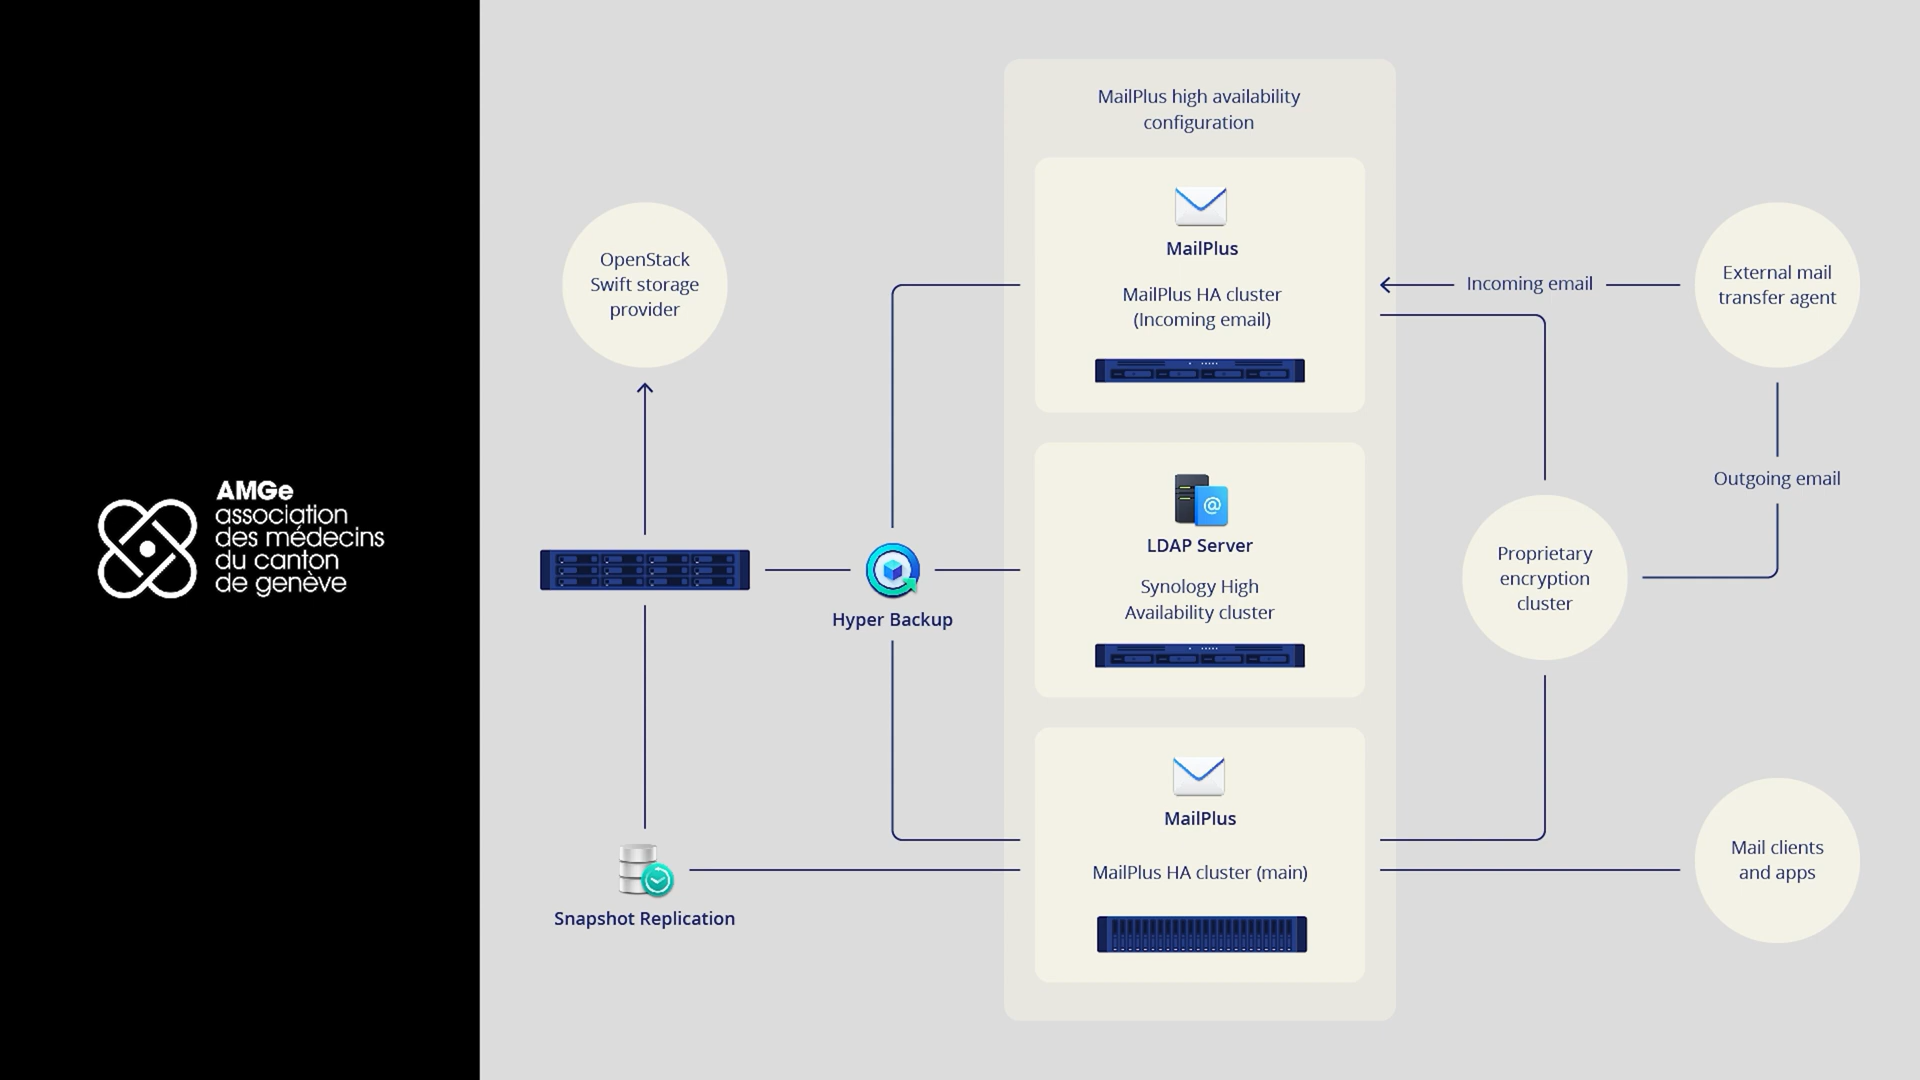 AMGe
association
des médecins
du canton
de genève
MailPlus high availability
configuration
MailPlus
MailPlus HA cluster
(Incoming email)
LDAP Server
Synology High
Availability cluster
MailPlus
MailPlus HA cluster (main)
OpenStack
Swift storage
provider
Hyper Backup
Snapshot Replication
Incoming email
External mail
transfer agent
Outgoing email
Proprietary
encryption
cluster
Mail clients
and apps